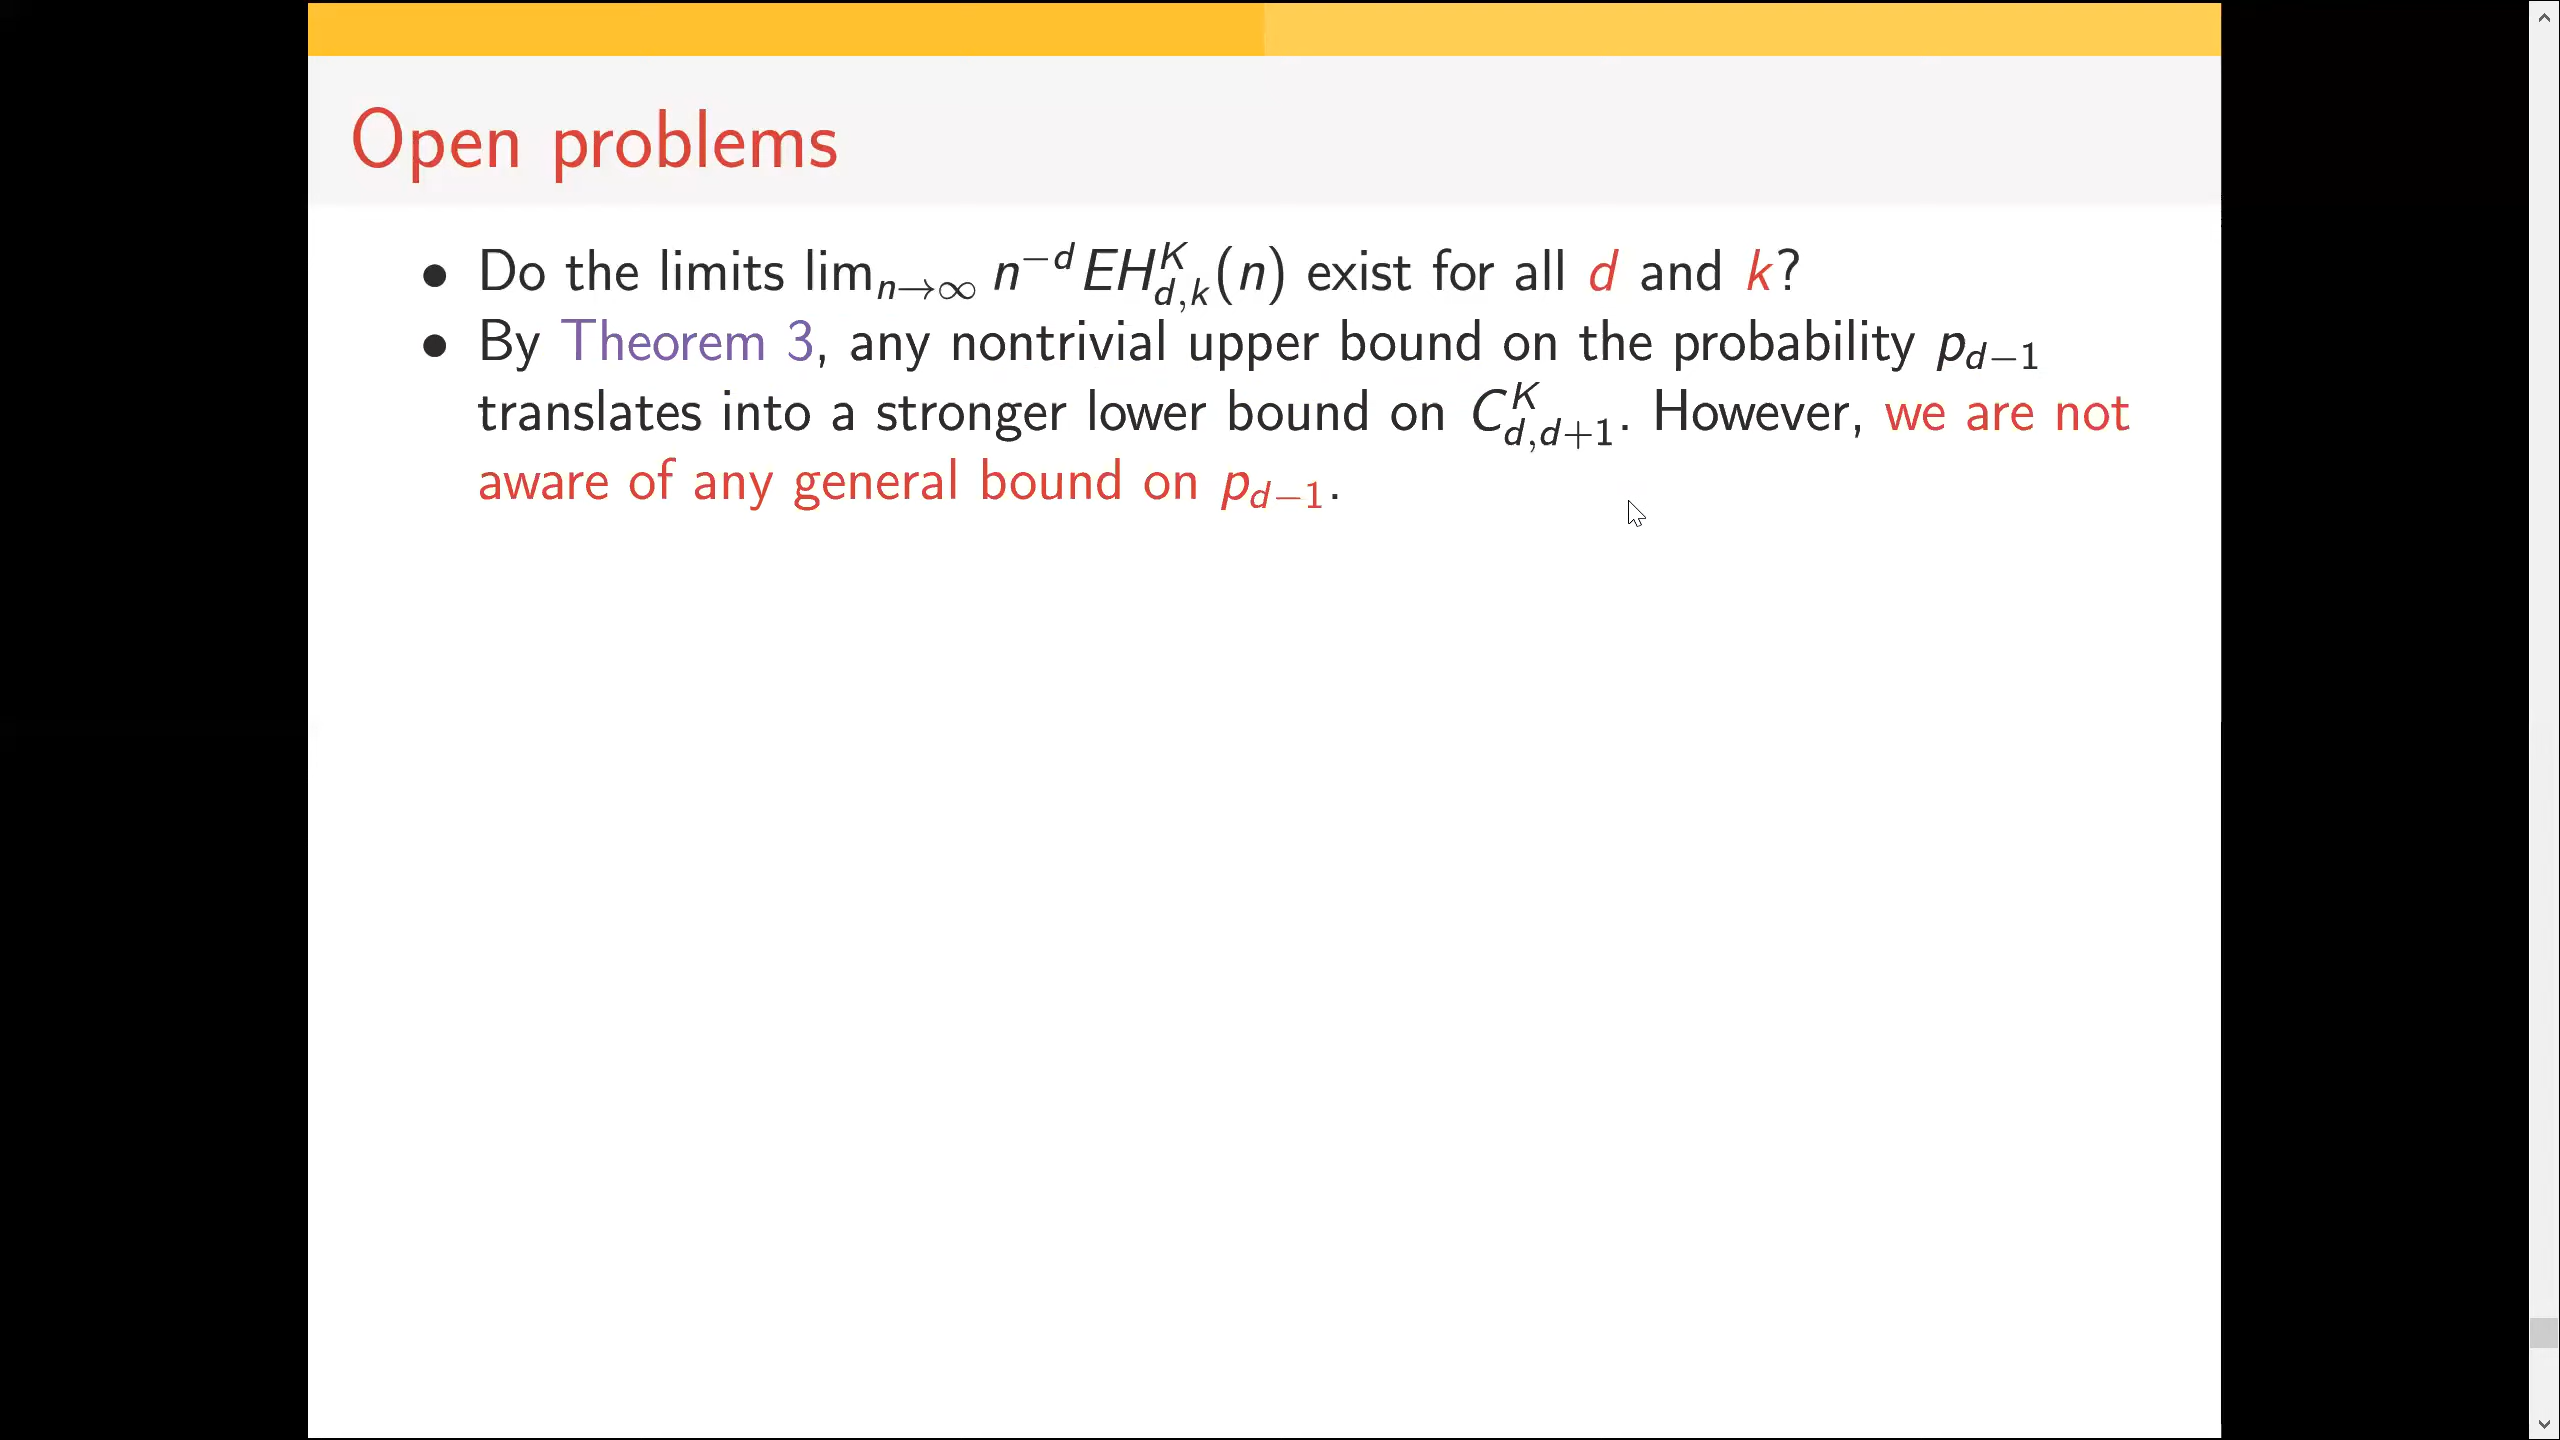 Open problems
• Do the limits lim_{n→∞} n^{−d}EH^K_{d,k}(n) exist for all d and k?
• By Theorem 3, any nontrivial upper bound on the probability p_{d−1}
translates into a stronger lower bound on C^K_{d,d+1}. However, we are not
aware of any general bound on p_{d−1}.